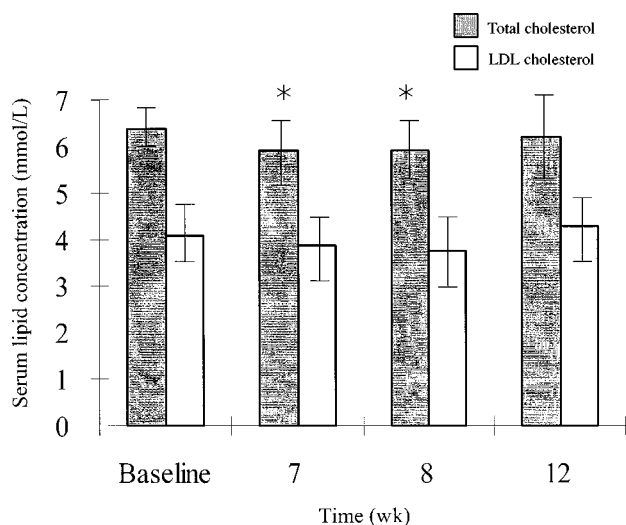 Total cholesterol
LDL cholesterol
Serum lipid concentration (mmol/L)
7
6
5
4
3
2
1
0
* *
Baseline 7 8 12
Time (wk)